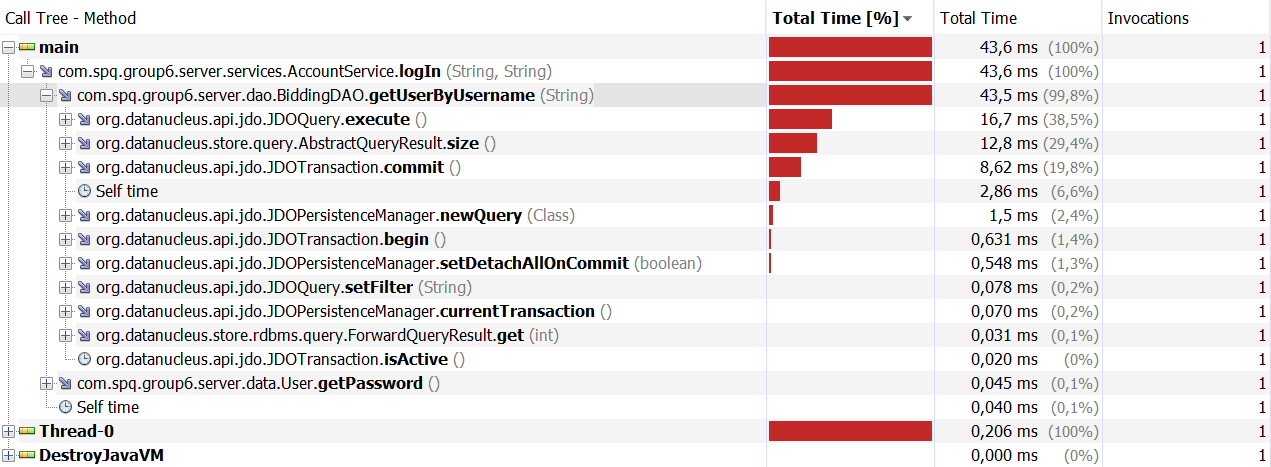 Call Tree - Method Total Time [%] Total Time Invocations
main 43,6 ms (100%) 1
com.spq.group6.server.services.AccountService.logIn (String, String) 43,6 ms (100%) 1
com.spq.group6.server.dao.BiddingDAO.getUserByUsername (String) 43,5 ms (99,8%) 1
org.datanucleus.api.jdo.JDOQuery.execute () 16,7 ms (38,5%) 1
org.datanucleus.store.query.AbstractQueryResult.size () 12,8 ms (29,4%) 1
org.datanucleus.api.jdo.JDOTransaction.commit () 8,62 ms (19,8%) 1
Self time 2,86 ms (6,6%) 1
org.datanucleus.api.jdo.JDOPersistenceManager.newQuery (Class) 1,5 ms (2,4%) 1
org.datanucleus.api.jdo.JDOTransaction.begin () 0,631 ms (1,4%) 1
org.datanucleus.api.jdo.JDOPersistenceManager.setDetachAllOnCommit (boolean) 0,548 ms (1,3%) 1
org.datanucleus.api.jdo.JDOQuery.setFilter (String) 0,078 ms (0,2%) 1
org.datanucleus.api.jdo.JDOPersistenceManager.currentTransaction () 0,070 ms (0,2%) 1
org.datanucleus.store.rdbms.query.ForwardQueryResult.get (int) 0,031 ms (0,1%) 1
org.datanucleus.api.jdo.JDOTransaction.isActive () 0,020 ms (0%) 1
com.spq.group6.server.data.User.getPassword () 0,045 ms (0,1%) 1
Self time 0,040 ms (0,1%) 1
Thread-0 0,206 ms (100%) 1
DestroyJavaVM 0,000 ms (0%) 1